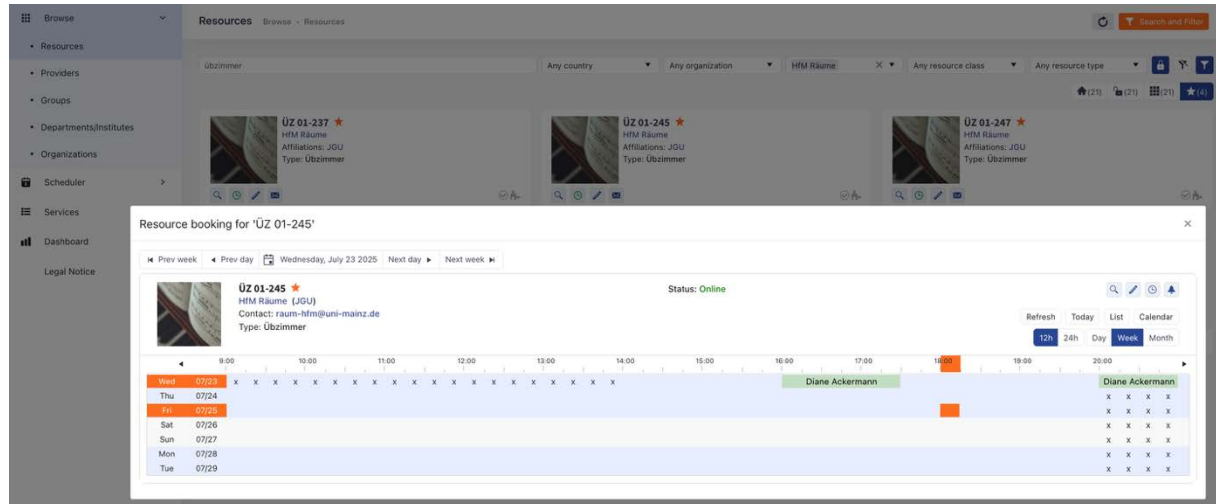 Browse
Resources Browse - Resources
Search and Filter
Resources
Providers
Groups
Departments/Institutes
Organizations
Scheduler
Services
Dashboard
Legal Notice
übzimmer
Any country
Any organization
HfM Räume
Any resource class
Any resource type
(21) (21) (21) (4)
ÜZ 01-237
HfM Räume
Affiliations: JGU
Type: Übzimmer
ÜZ 01-245
HfM Räume
Affiliations: JGU
Type: Übzimmer
ÜZ 01-247
HfM Räume
Affiliations: JGU
Type: Übzimmer
Resource booking for 'ÜZ 01-245'
Prev week Prev day Wednesday, July 23 2025 Next day Next week
ÜZ 01-245
HfM Räume (JGU)
Contact: raum-hfm@uni-mainz.de
Type: Übzimmer
Status: Online
Refresh Today List Calendar
12h 24h Day Week Month
9:00 10:00 11:00 12:00 13:00 14:00 15:00 16:00 17:00 18:00 19:00 20:00
Wed 07/23 x x x x x x x x x x x x x x x x x x x x Diane Ackermann Diane Ackermann
Thu 07/24 x x x x
Fri 07/25 x x x x
Sat 07/26 x x x x
Sun 07/27 x x x x
Mon 07/28 x x x x
Tue 07/29 x x x x